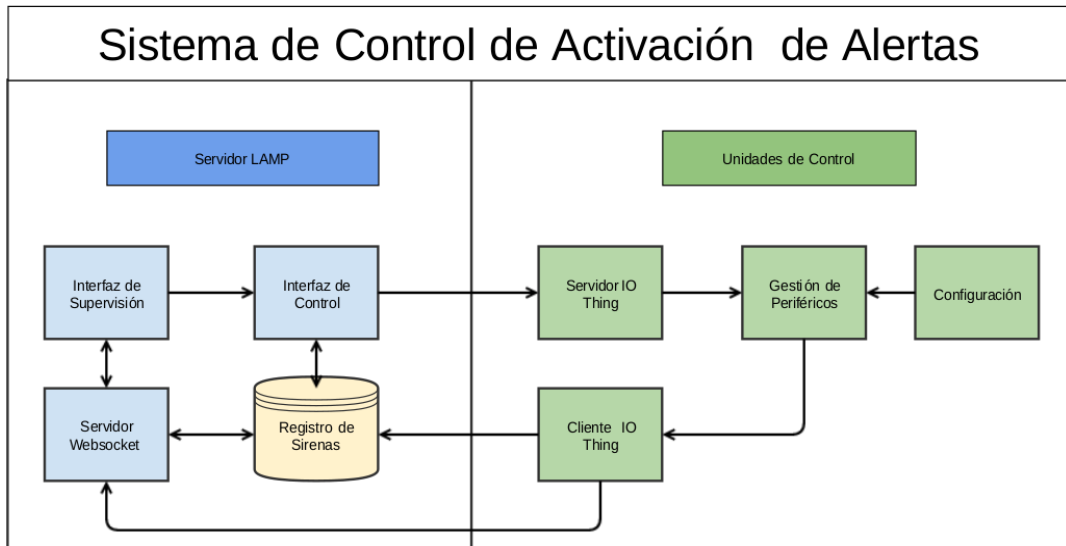 Sistema de Control de Activación de Alertas
Servidor LAMP
Unidades de Control
Interfaz de
Supervisión
Interfaz de
Control
Servidor IO
Thing
Gestión de
Periféricos
Configuración
Servidor
Websocket
Registro de
Sirenas
Cliente IO
Thing